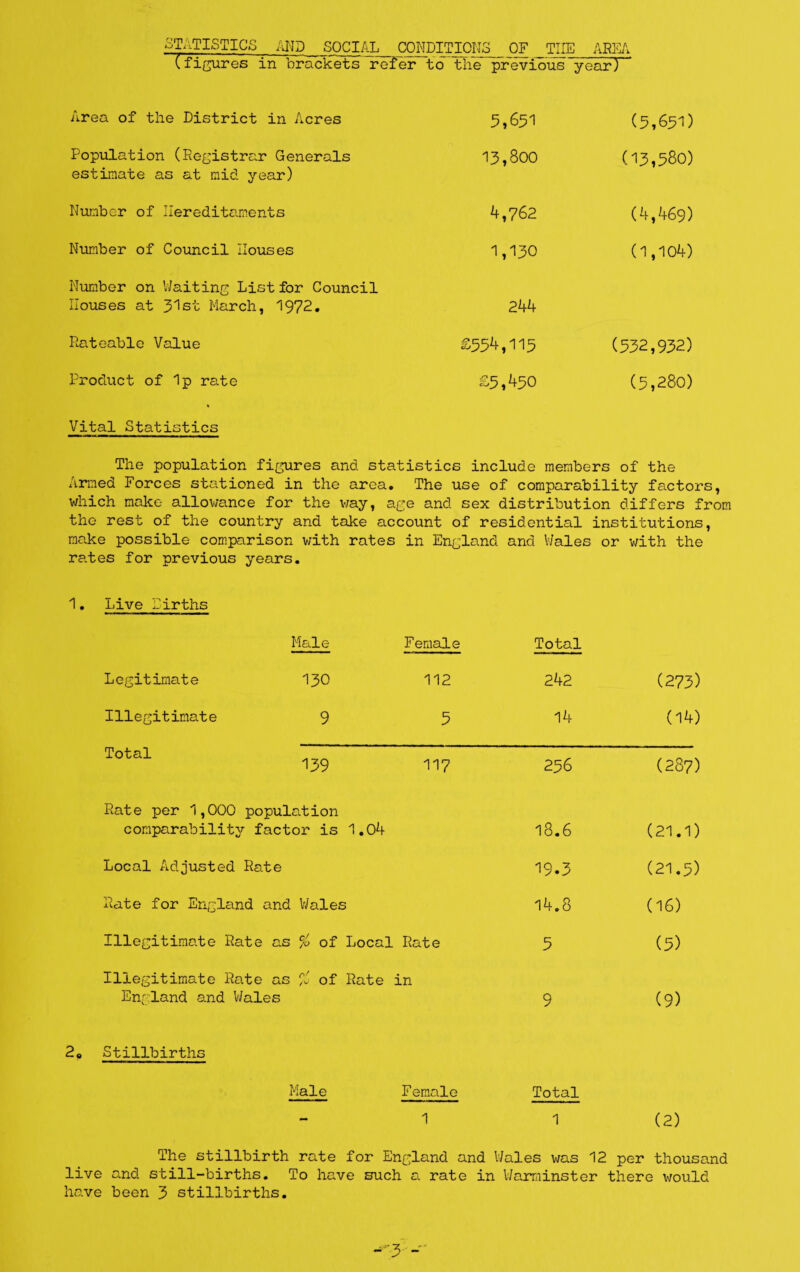 STATISTICS AND SOCIAL CONDITIONS OF THE AREA
(figures in brackets refer to the previous year)
Area of the District in Acres 5,651 (5,651)
Population (Registrar Generals 13,800 (13,580)
estimate as at mid year)
Number of Hereditaments 4,762 (4,469)
Number of Council Houses 1,130 (1,104)
Number on Waiting List for Council
Houses at 31st March, 1972. 244
Rateable Value £554,115 (532,932)
Product of 1p rate £5,450 (5,280)
Vital Statistics
The population figures and statistics include members of the
Armed Forces stationed in the area. The use of comparability factors,
which make allowance for the way, age and sex distribution differs from
the rest of the country and take account of residential institutions,
make possible comparison with rates in England and Wales or with the
rates for previous years.
1. Live Births
Male Female Total
Legitimate 130 112 242 (273)
Illegitimate 9 5 14 (14)
Total 139 117 256 (287)
Rate per 1,000 population
comparability factor is 1.04 18.6 (21.1)
Local Adjusted Rate 19.3 (21.5)
Rate for England and Wales 14.8 (16)
Illegitimate Rate as % of Local Rate 5 (5)
Illegitimate Rate as % of Rate in
England and Wales 9 (9)
2. Stillbirths
Male Female Total
- 1 1 (2)
The stillbirth rate for England and Wales was 12 per thousand
live and still-births. To have such a rate in Warminster there would
have been 3 stillbirths.
-3-